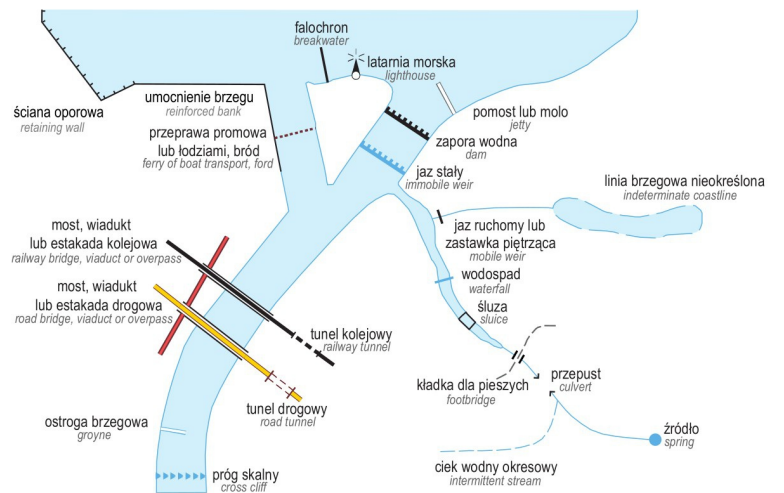 falochron
breakwater
latarnia morska
lighthouse
ściana oporowa
retaining wall
umocnienie brzegu
reinforced bank
pomost lub molo
jetty
przeprawa promowa
lub łodziami, bród
ferry of boat transport, ford
zapora wodna
dam
jaz stały
immobile weir
linia brzegowa nieokreślona
indeterminate coastline
most, wiadukt
lub estakada kolejowa
railway bridge, viaduct or overpass
jaz ruchomy lub
zastawka piętrząca
mobile weir
most, wiadukt
lub estakada drogowa
road bridge, viaduct or overpass
wodospad
waterfall
śluza
sluice
tunel kolejowy
railway tunnel
kładka dla pieszych
footbridge
przepust
culvert
tunel drogowy
road tunnel
ostroga brzegowa
groyne
źródło
spring
próg skalny
cross cliff
ciek wodny okresowy
intermittent stream